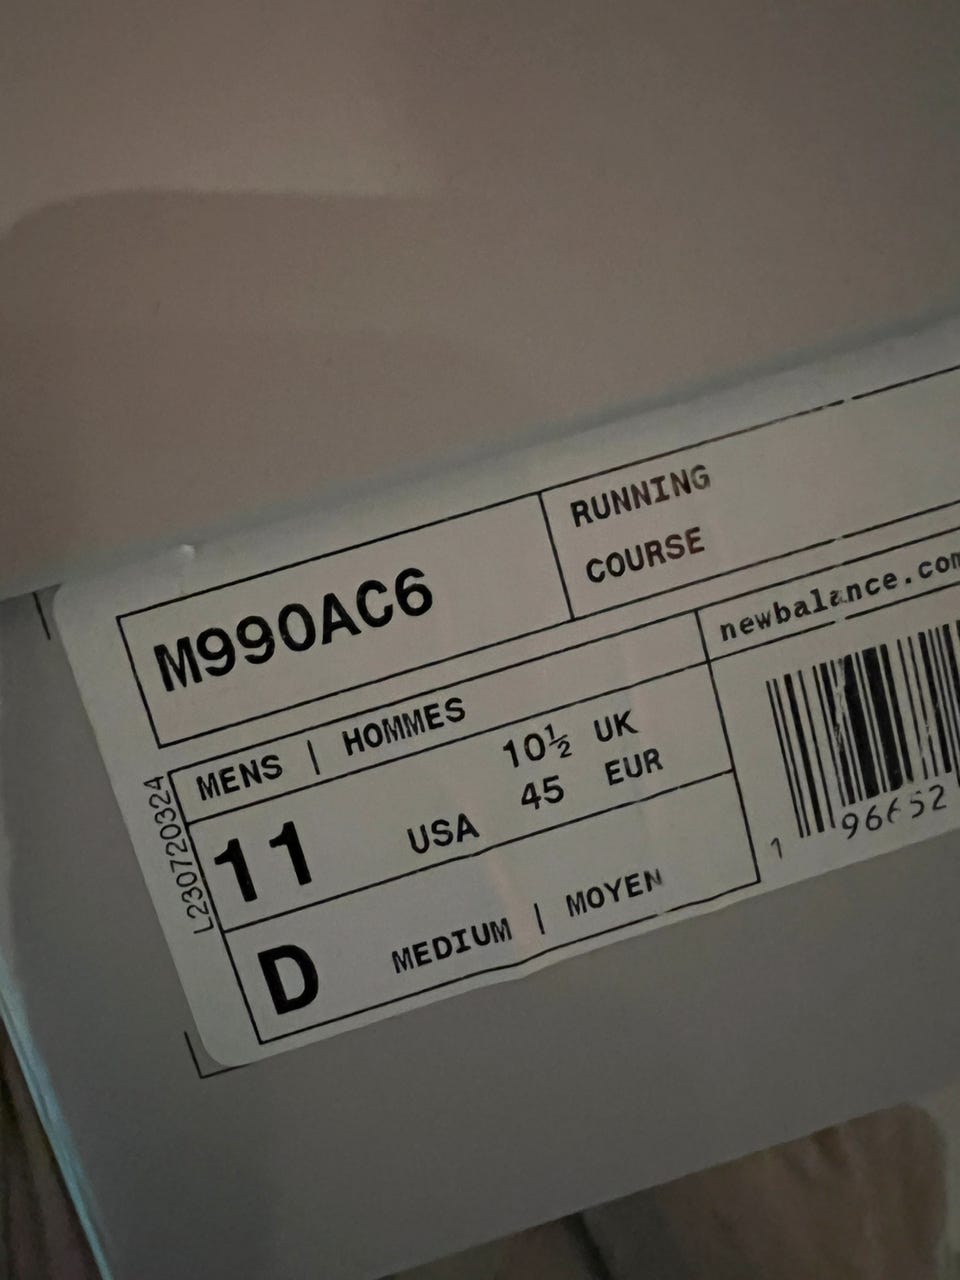 M990AC6
RUNNING
COURSE
newbalance.com
MENS | HOMMES
11 USA 10½ UK
45 EUR
D MEDIUM | MOYEN
L230720324
1